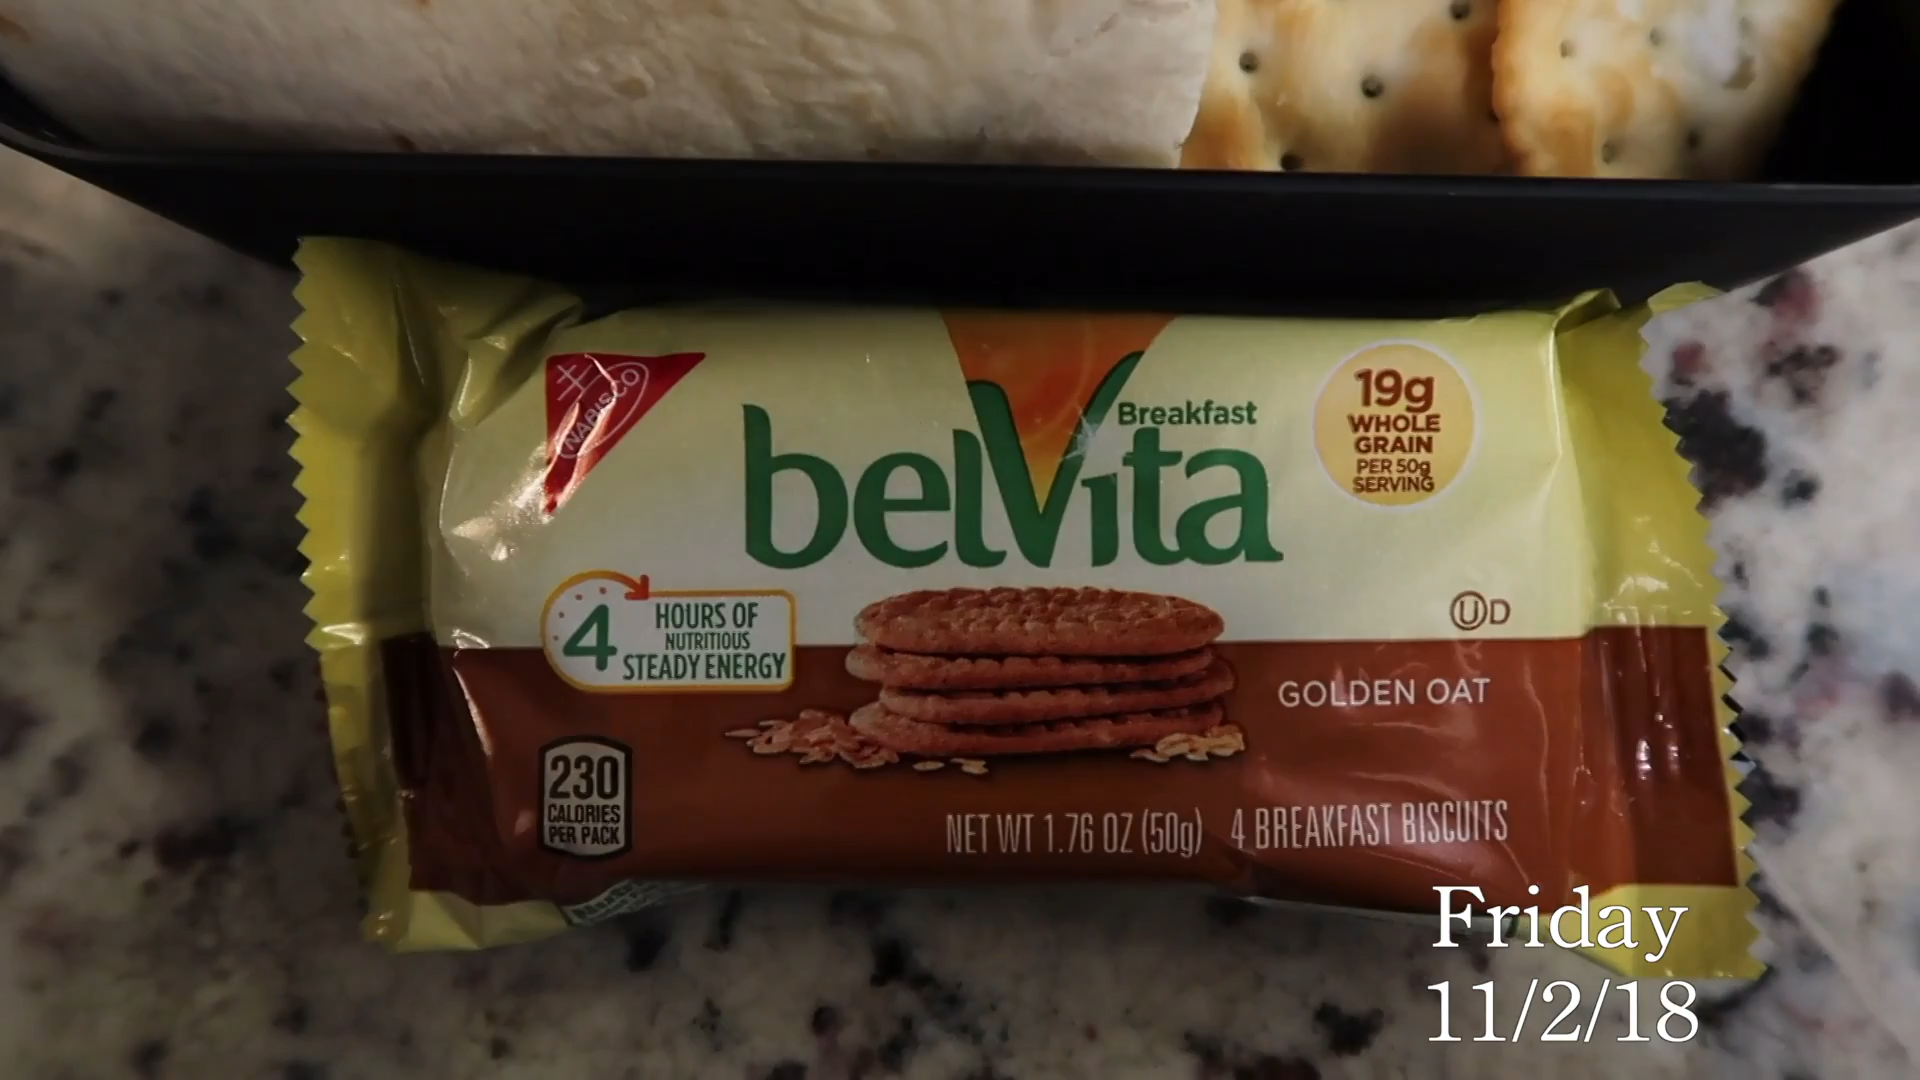 NABISCO
Breakfast
belVita
19g
WHOLE
GRAIN
PER 50g
SERVING
4
HOURS OF
NUTRITIOUS
STEADY ENERGY
UD
GOLDEN OAT
230
CALORIES
PER PACK
NET WT 1.76 OZ (50g) 4 BREAKFAST BISCUITS
Friday
11/2/18